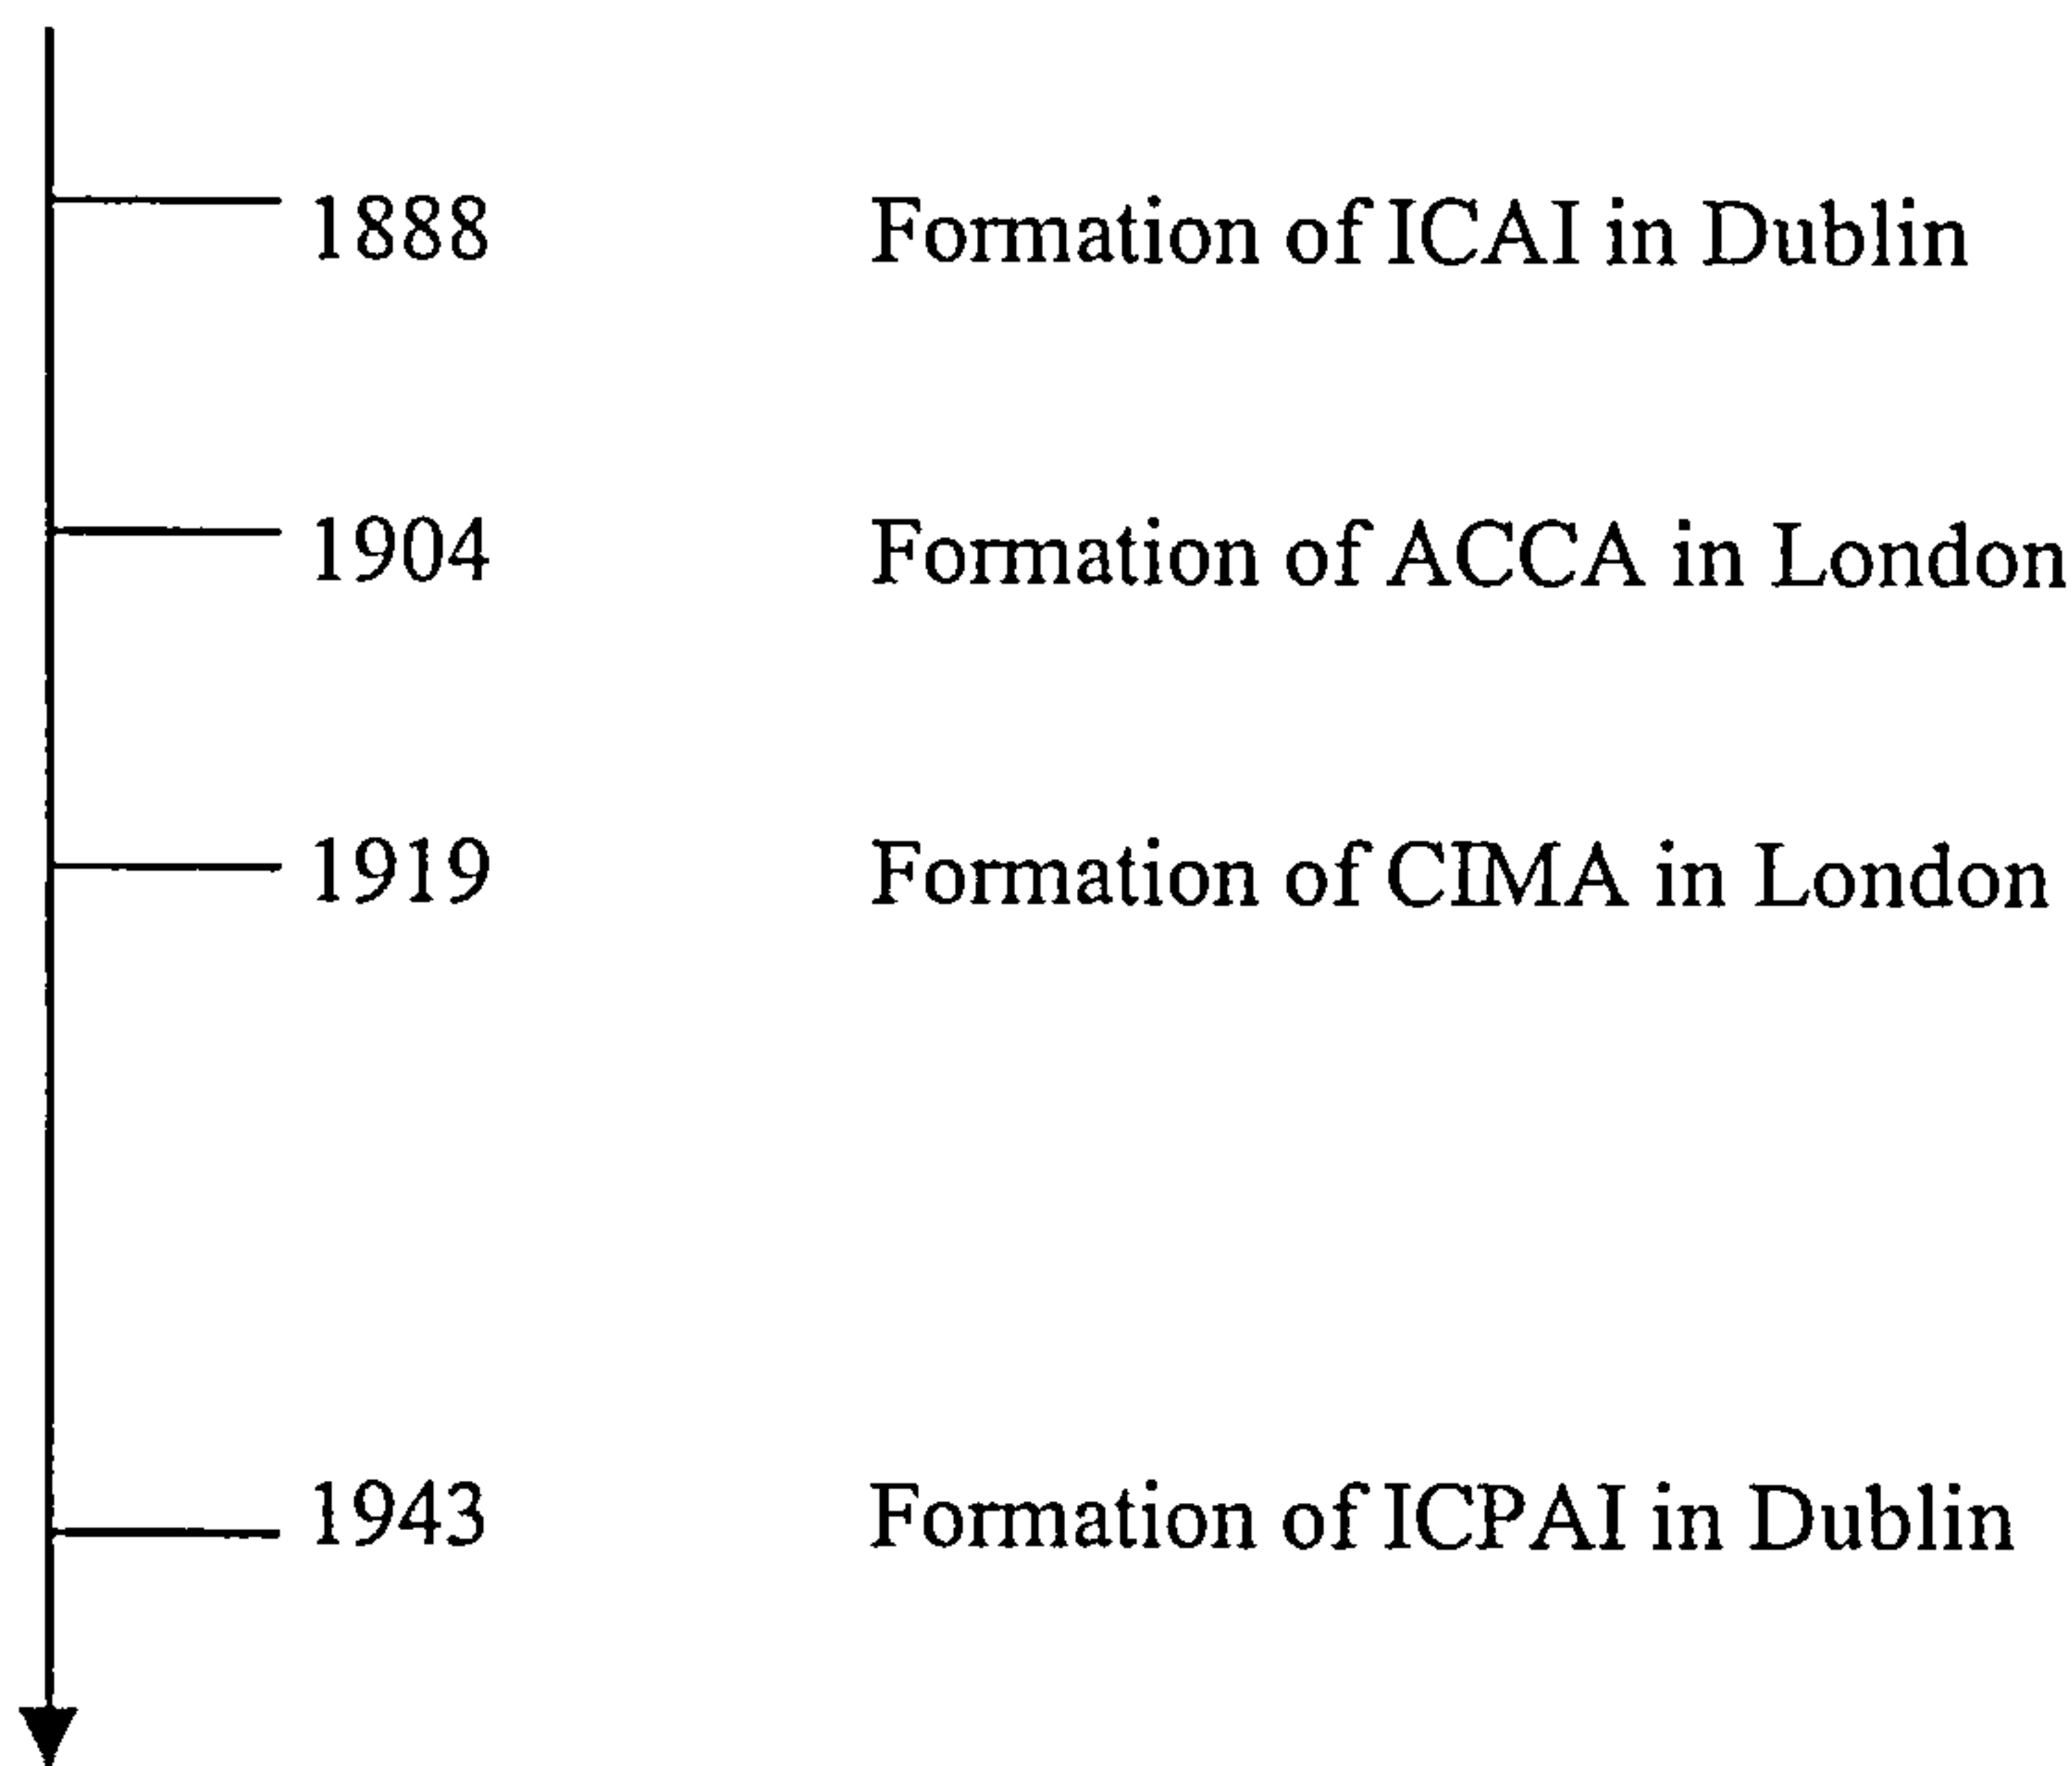 1888 Formation of ICAI in Dublin
1904 Formation of ACCA in London
1919 Formation of CIMA in London
1943 Formation of ICPAI in Dublin